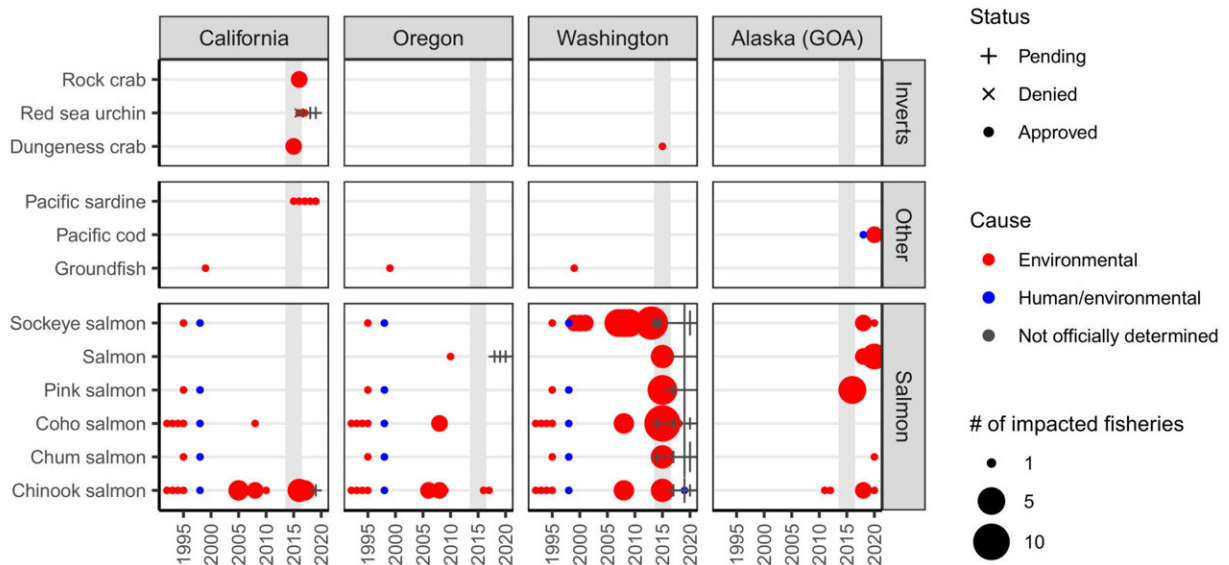 California Oregon Washington Alaska (GOA)
Rock crab
Red sea urchin
Dungeness crab
Inverts
Pacific sardine
Pacific cod
Groundfish
Other
Sockeye salmon
Salmon
Pink salmon
Coho salmon
Chum salmon
Chinook salmon
Salmon
1995 2000 2005 2010 2015 2020 1995 2000 2005 2010 2015 2020 1995 2000 2005 2010 2015 2020 1995 2000 2005 2010 2015 2020
Status
Pending
Denied
Approved
Cause
Environmental
Human/environmental
Not officially determined
# of impacted fisheries
1
5
10